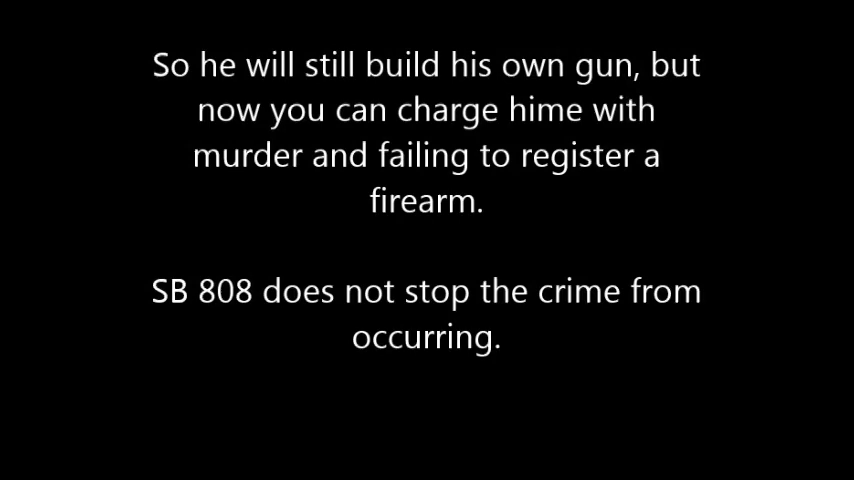 So he will still build his own gun, but
now you can charge hime with
murder and failing to register a
firearm.
SB 808 does not stop the crime from
occurring.